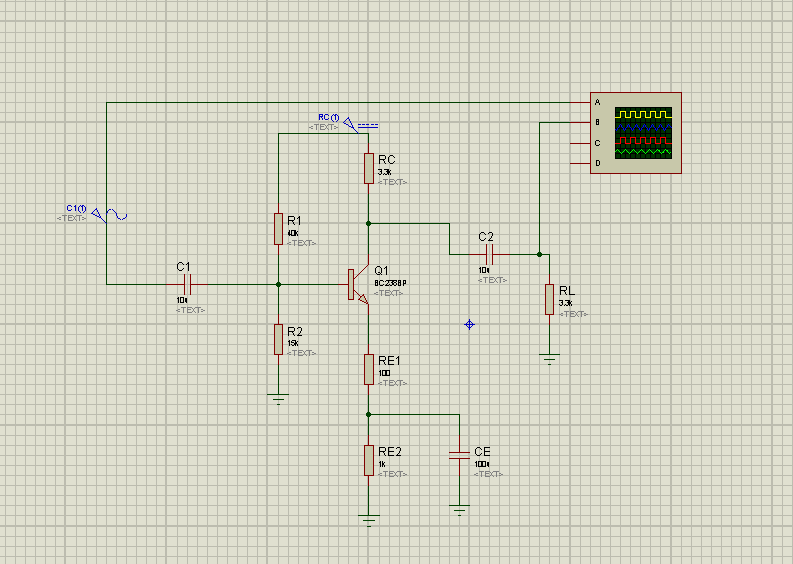 A
RC(1)
<TEXT>
B
C
D
RC
3.3k
<TEXT>
C1(1)
<TEXT>
R1
40k
<TEXT>
C2
10u
<TEXT>
C1
10u
<TEXT>
Q1
BC238BP
<TEXT>
RL
3.3k
<TEXT>
R2
15k
<TEXT>
RE1
100
<TEXT>
RE2
1k
<TEXT>
CE
100u
<TEXT>